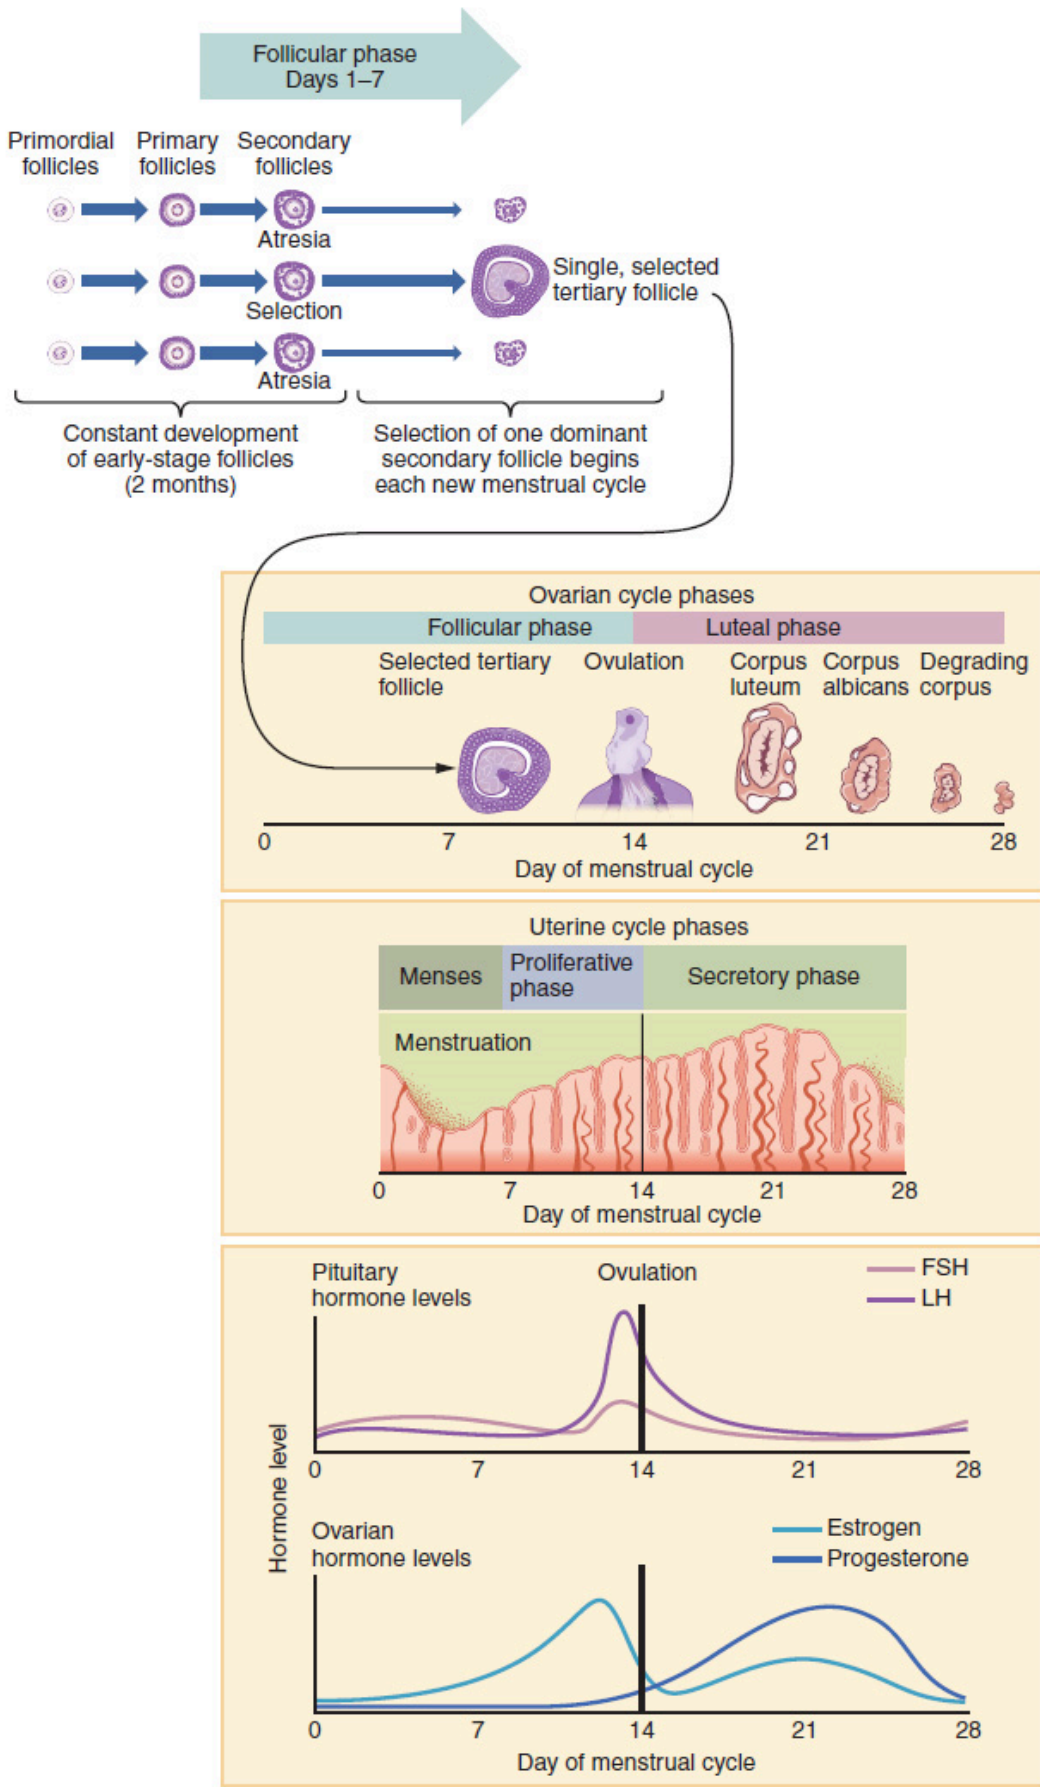 Follicular phase
Days 1–7
Primordial
follicles
Primary
follicles
Secondary
follicles
Atresia
Selection
Atresia
Single, selected
tertiary follicle
Constant development
of early-stage follicles
(2 months)
Selection of one dominant
secondary follicle begins
each new menstrual cycle
Ovarian cycle phases
Follicular phase
Luteal phase
Selected tertiary
follicle
Ovulation
Corpus
luteum
Corpus
albicans
Degrading
corpus
0 7 14 21 28
Day of menstrual cycle
Uterine cycle phases
Menses
Proliferative
phase
Secretory phase
Menstruation
0 7 14 21 28
Day of menstrual cycle
Pituitary
hormone levels
Ovulation
FSH
LH
Hormone level
0 7 14 21 28
Ovarian
hormone levels
Estrogen
Progesterone
0 7 14 21 28
Day of menstrual cycle